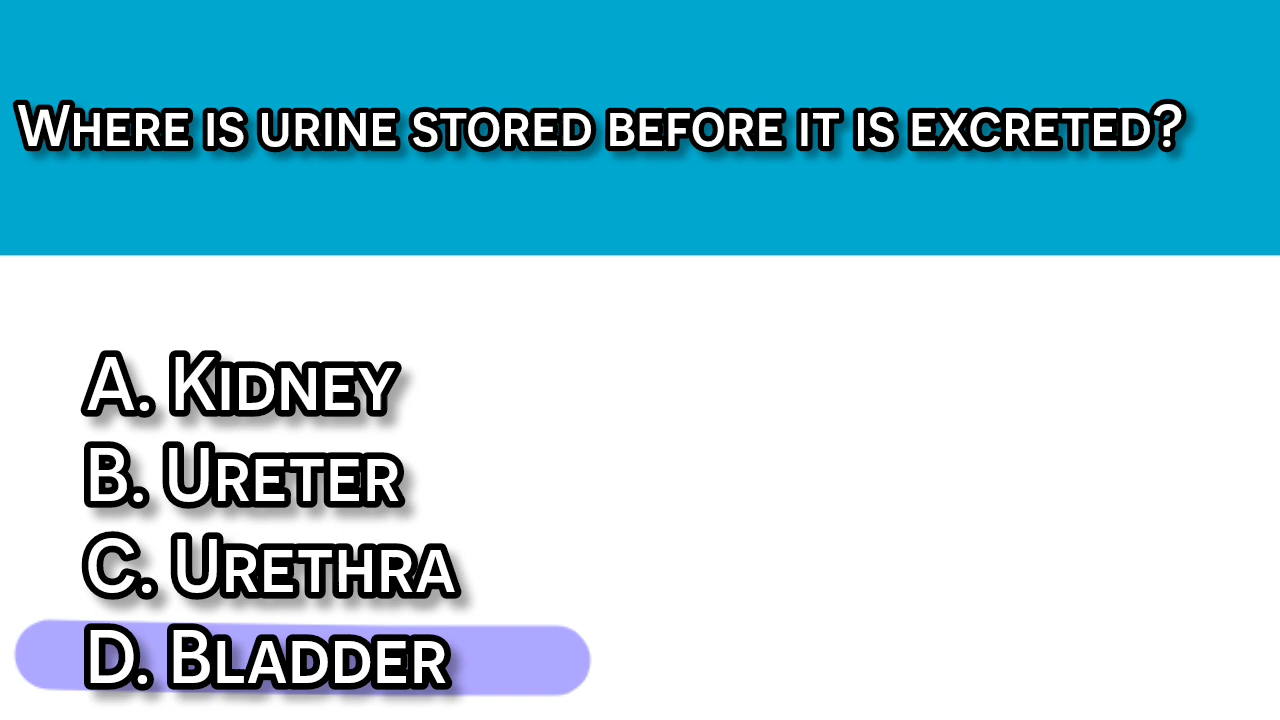 Where is urine stored before it is excreted?
A. Kidney
B. Ureter
C. Urethra
D. Bladder